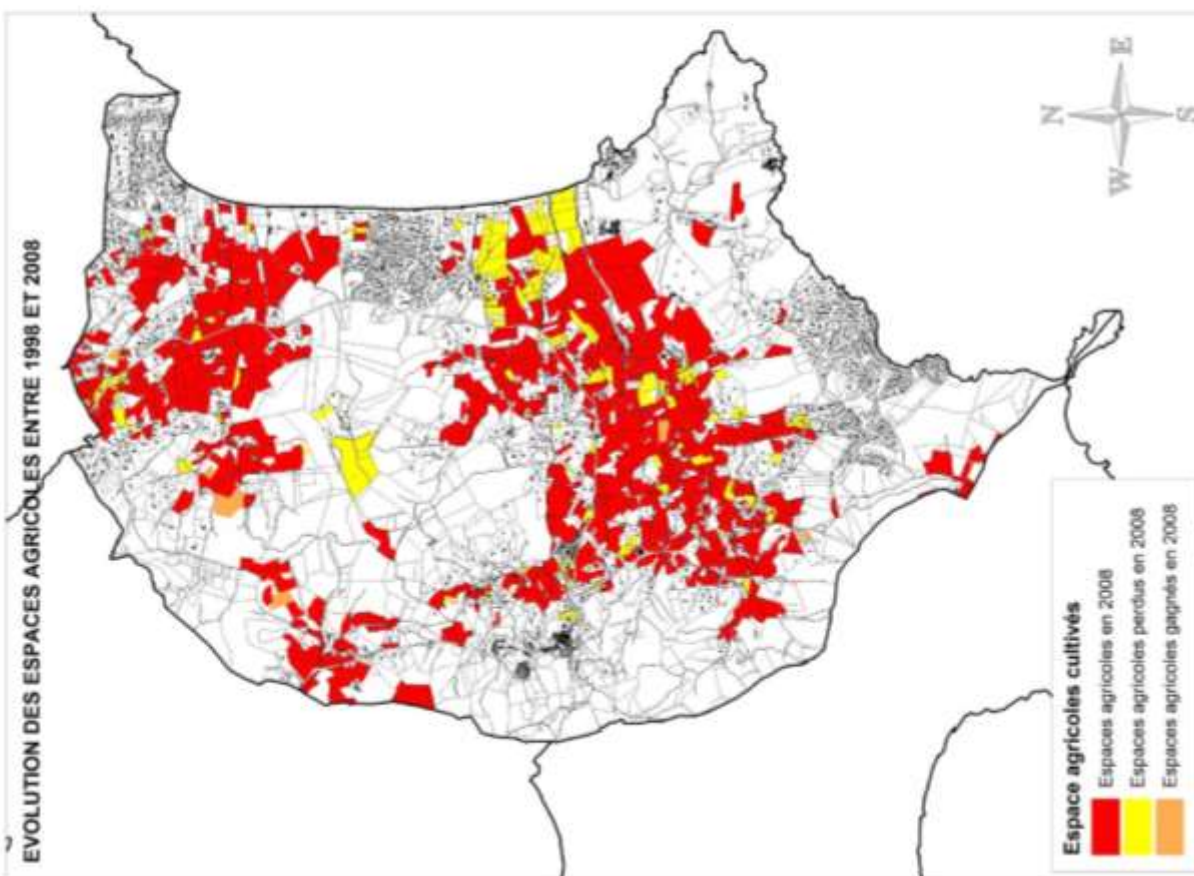 EVOLUTION DES ESPACES AGRICOLES ENTRE 1998 ET 2008
N
E
S
W
Espace agricoles cultivés
Espaces agricoles en 2008
Espaces agricoles perdus en 2008
Espaces agricoles gagnés en 2008